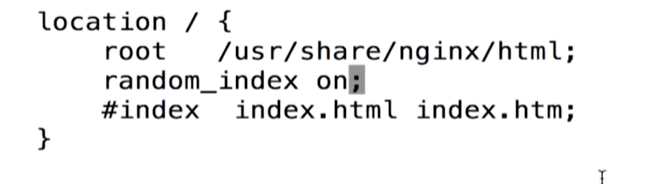 location / {
    root   /usr/share/nginx/html;
    random_index on;
    #index  index.html index.htm;
}